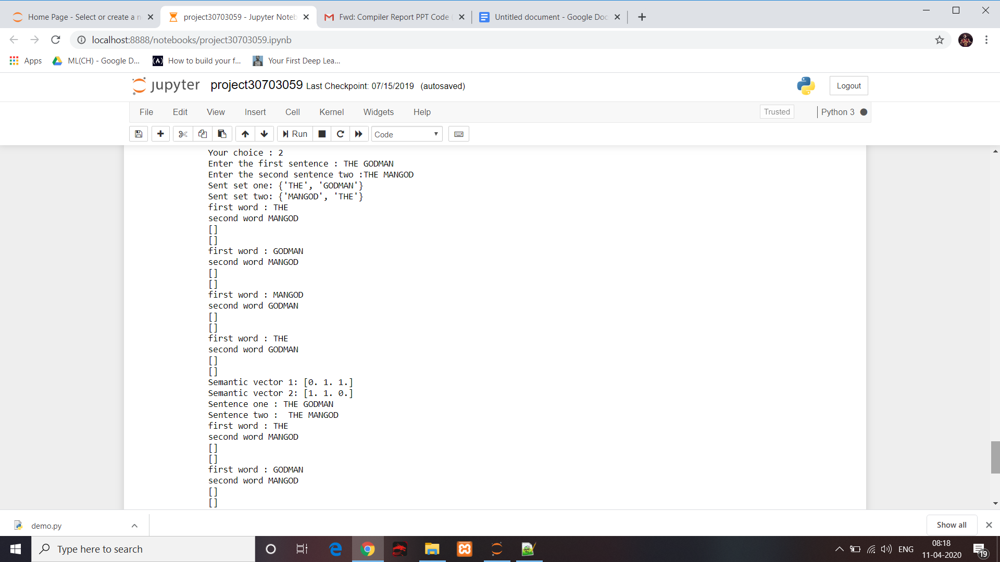 Home Page - Select or create a n
project30703059 - Jupyter Noteb
Fwd: Compiler Report PPT Code (
Untitled document - Google Doc
localhost:8888/notebooks/project30703059.ipynb
Apps
ML(CH) - Google D...
How to build your f...
Your First Deep Lea...
jupyter project30703059 Last Checkpoint: 07/15/2019 (autosaved)
Logout
File Edit View Insert Cell Kernel Widgets Help
Trusted
Python 3
Run
Code
Your choice : 2
Enter the first sentence : THE GODMAN
Enter the second sentence two :THE MANGOD
Sent set one: {'THE', 'GODMAN'}
Sent set two: {'MANGOD', 'THE'}
first word : THE
second word MANGOD
[]
[]
first word : GODMAN
second word MANGOD
[]
[]
first word : MANGOD
second word GODMAN
[]
[]
first word : THE
second word GODMAN
[]
[]
Semantic vector 1: [0. 1. 1.]
Semantic vector 2: [1. 1. 0.]
Sentence one : THE GODMAN
Sentence two :  THE MANGOD
first word : THE
second word MANGOD
[]
[]
first word : GODMAN
second word MANGOD
[]
[]
demo.py
Show all
Type here to search
ENG
08:18
11-04-2020
19